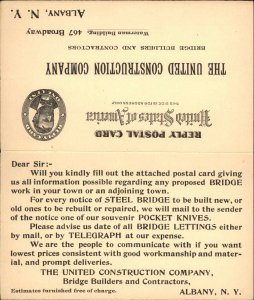 REPLY POSTAL CARD
United States of America
THIS SIDE IS FOR ADDRESS ONLY
THE UNITED CONSTRUCTION COMPANY
BRIDGE BUILDERS AND CONTRACTORS
Waterman Building, 467 Broadway
ALBANY, N. Y.
Dear Sir:-
Will you kindly fill out the attached postal card giving
us all information possible regarding any proposed BRIDGE
work in your town or an adjoining town.
For every notice of STEEL BRIDGE to be built new, or
old ones to be rebuilt or repaired, we will mail to the sender
of the notice one of our souvenir POCKET KNIVES.
Please advise us date of all BRIDGE LETTINGS either
by mail, or by TELEGRAPH at our expense.
We are the people to communicate with if you want
lowest prices consistent with good workmanship and mater-
ial, and prompt deliveries.
THE UNITED CONSTRUCTION COMPANY,
Bridge Builders and Contractors,
Estimates furnished free of charge. ALBANY, N. Y.